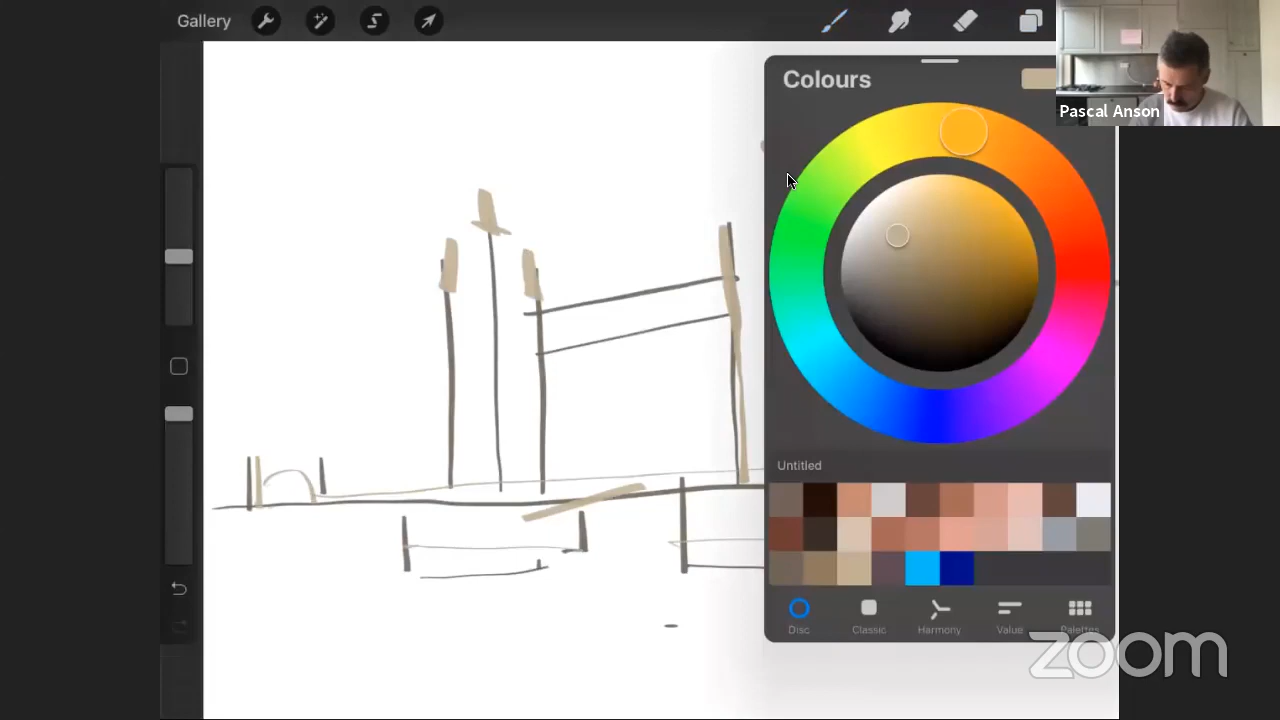 Gallery
Colours
Pascal Anson
Untitled
Disc
Classic
Harmony
Value
Palettes
zoom